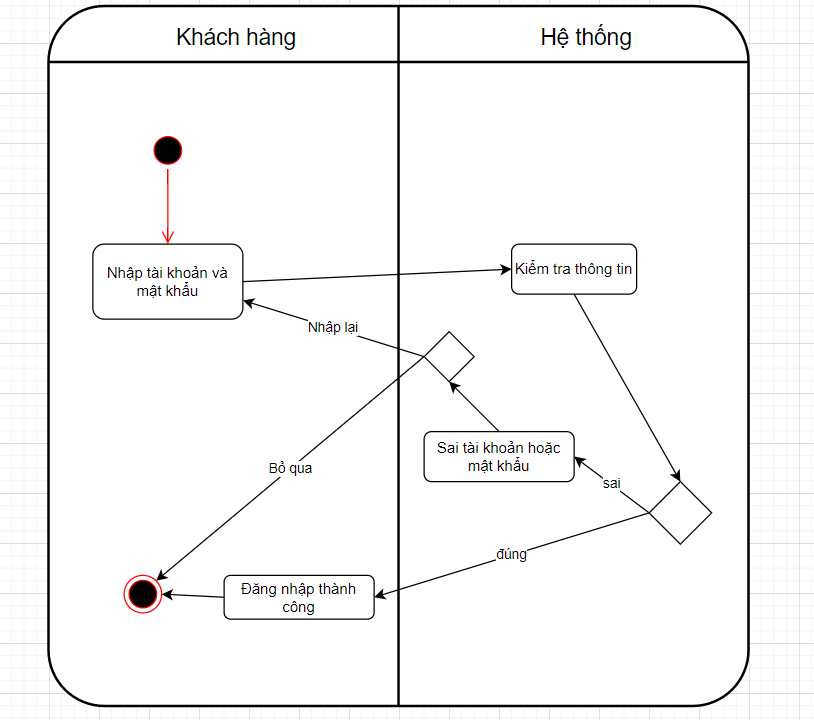 Khách hàng
Hệ thống
Nhập tài khoản và
mật khẩu
Kiểm tra thông tin
Nhập lại
Sai tài khoản hoặc
mật khẩu
Bỏ qua
sai
đúng
Đăng nhập thành
công